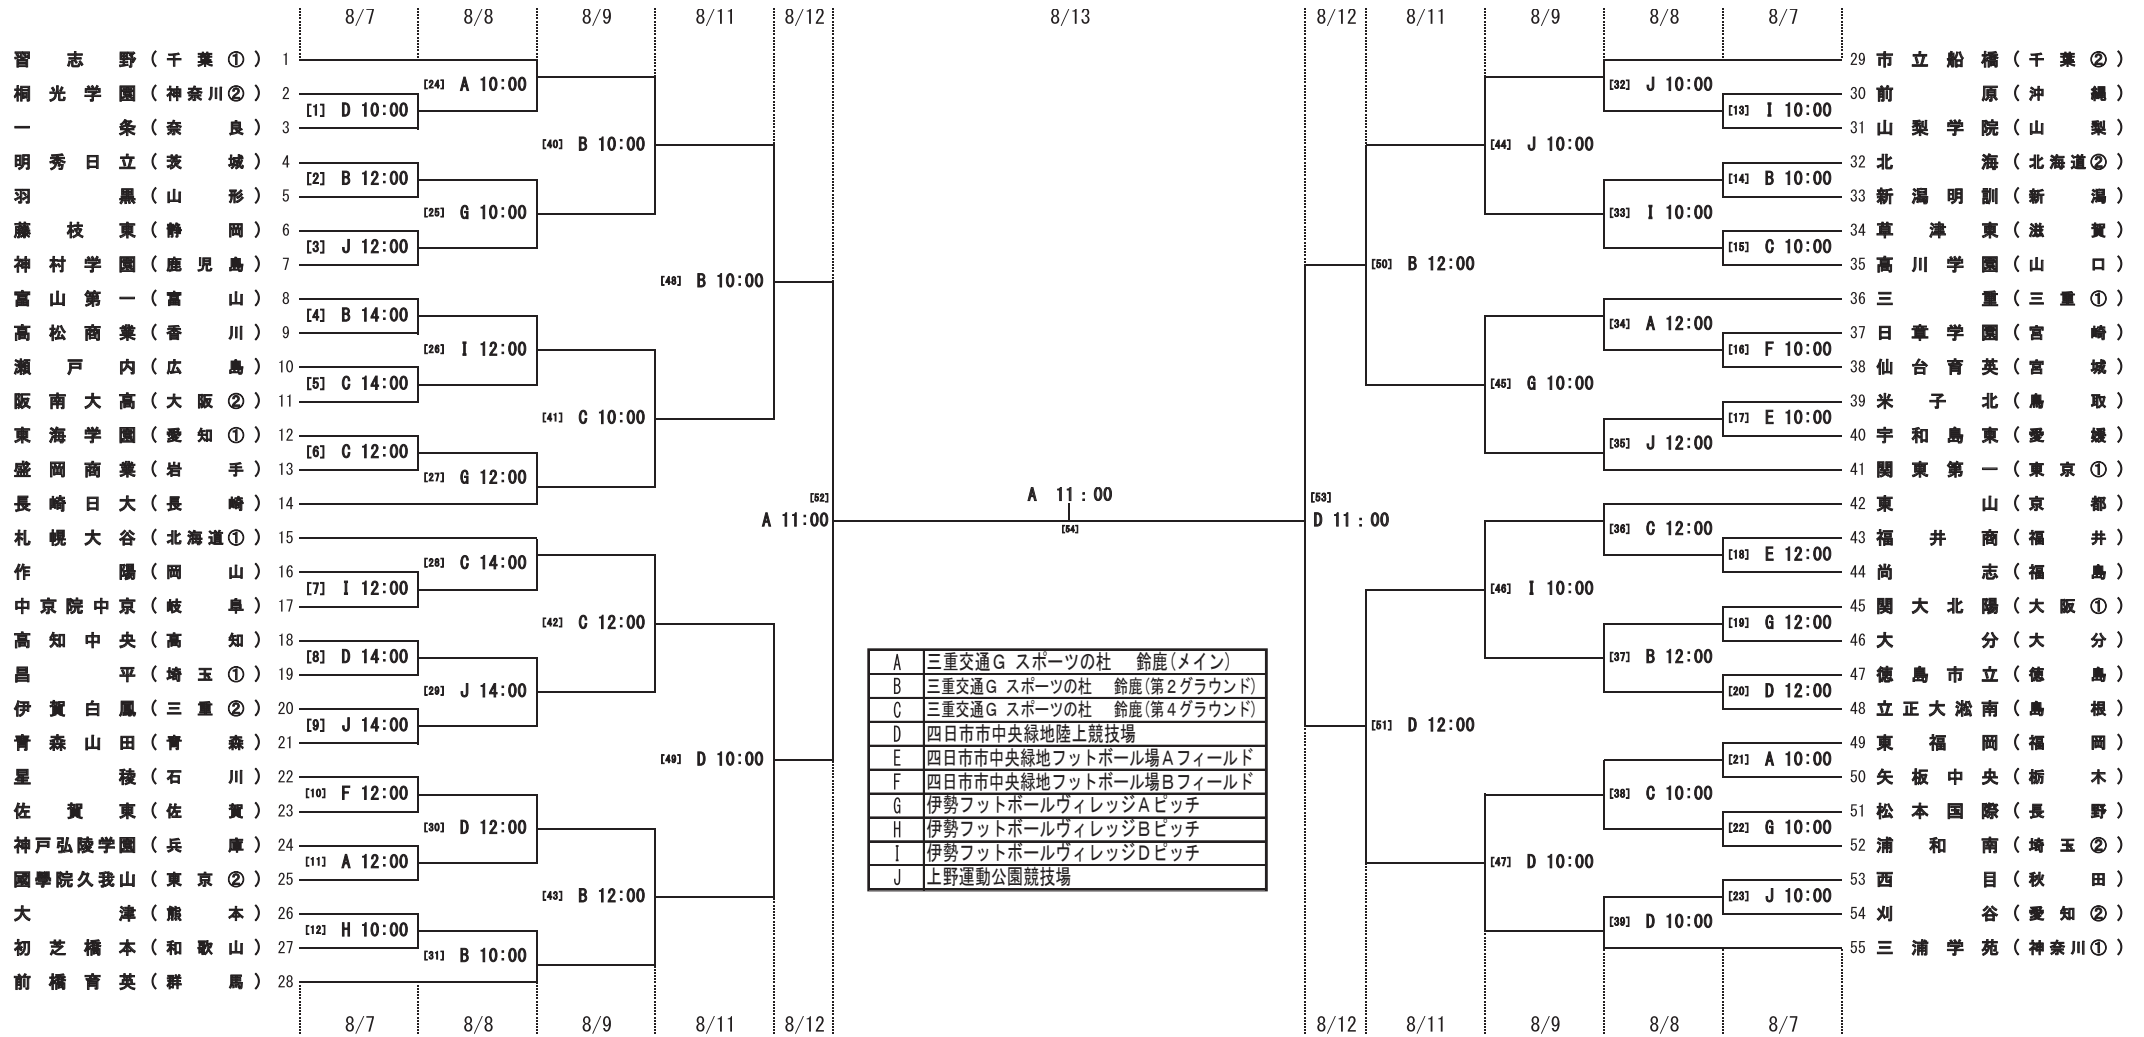 8/7 8/8 8/9 8/11 8/12 8/13 8/12 8/11 8/9 8/8 8/7
習志野(千葉①) 1
桐光学園(神奈川②) 2
一条(奈良) 3
明秀日立(茨城) 4
羽黒(山形) 5
藤枝東(静岡) 6
神村学園(鹿児島) 7
富山第一(富山) 8
高松商業(香川) 9
瀬戸内(広島) 10
阪南大高(大阪②) 11
東海学園(愛知①) 12
盛岡商業(岩手) 13
長崎日大(長崎) 14
札幌大谷(北海道①) 15
作陽(岡山) 16
中京院中京(岐阜) 17
高知中央(高知) 18
昌平(埼玉①) 19
伊賀白鳳(三重②) 20
青森山田(青森) 21
星稜(石川) 22
佐賀東(佐賀) 23
神戸弘陵学園(兵庫) 24
國學院久我山(東京②) 25
大津(熊本) 26
初芝橋本(和歌山) 27
前橋育英(群馬) 28
[1] D 10:00
[2] B 12:00
[3] J 12:00
[4] B 14:00
[5] C 14:00
[6] C 12:00
[7] I 12:00
[8] D 14:00
[9] J 14:00
[10] F 12:00
[11] A 12:00
[12] H 10:00
[24] A 10:00
[25] G 10:00
[26] I 12:00
[27] G 12:00
[28] C 14:00
[29] J 14:00
[30] D 12:00
[31] B 10:00
[40] B 10:00
[41] C 10:00
[42] C 12:00
[43] B 12:00
[48] B 10:00
[49] D 10:00
[52]
A 11:00
A 11:00
[54]
[53]
D 11:00
[50] B 12:00
[51] D 12:00
[44] J 10:00
[45] G 10:00
[46] I 10:00
[47] D 10:00
[32] J 10:00
[33] I 10:00
[34] A 12:00
[35] J 12:00
[36] C 12:00
[37] B 12:00
[38] C 10:00
[39] D 10:00
[13] I 10:00
[14] B 10:00
[15] C 10:00
[16] F 10:00
[17] E 10:00
[18] E 12:00
[19] G 12:00
[20] D 12:00
[21] A 10:00
[22] G 10:00
[23] J 10:00
29 市立船橋(千葉②)
30 前原(沖縄)
31 山梨学院(山梨)
32 北海(北海道②)
33 新潟明訓(新潟)
34 草津東(滋賀)
35 高川学園(山口)
36 三重(三重①)
37 日章学園(宮崎)
38 仙台育英(宮城)
39 米子北(鳥取)
40 宇和島東(愛媛)
41 関東第一(東京①)
42 東山(京都)
43 福井商(福井)
44 尚志(福島)
45 関大北陽(大阪①)
46 大分(大分)
47 徳島市立(徳島)
48 立正大淞南(島根)
49 東福岡(福岡)
50 矢板中央(栃木)
51 松本国際(長野)
52 浦和南(埼玉②)
53 西目(秋田)
54 刈谷(愛知②)
55 三浦学苑(神奈川①)
A 三重交通G スポーツの杜 鈴鹿(メイン)
B 三重交通G スポーツの杜 鈴鹿(第2グラウンド)
C 三重交通G スポーツの杜 鈴鹿(第4グラウンド)
D 四日市市中央緑地陸上競技場
E 四日市市中央緑地フットボール場Aフィールド
F 四日市市中央緑地フットボール場Bフィールド
G 伊勢フットボールヴィレッジAピッチ
H 伊勢フットボールヴィレッジBピッチ
I 伊勢フットボールヴィレッジDピッチ
J 上野運動公園競技場
8/7 8/8 8/9 8/11 8/12 8/12 8/11 8/9 8/8 8/7